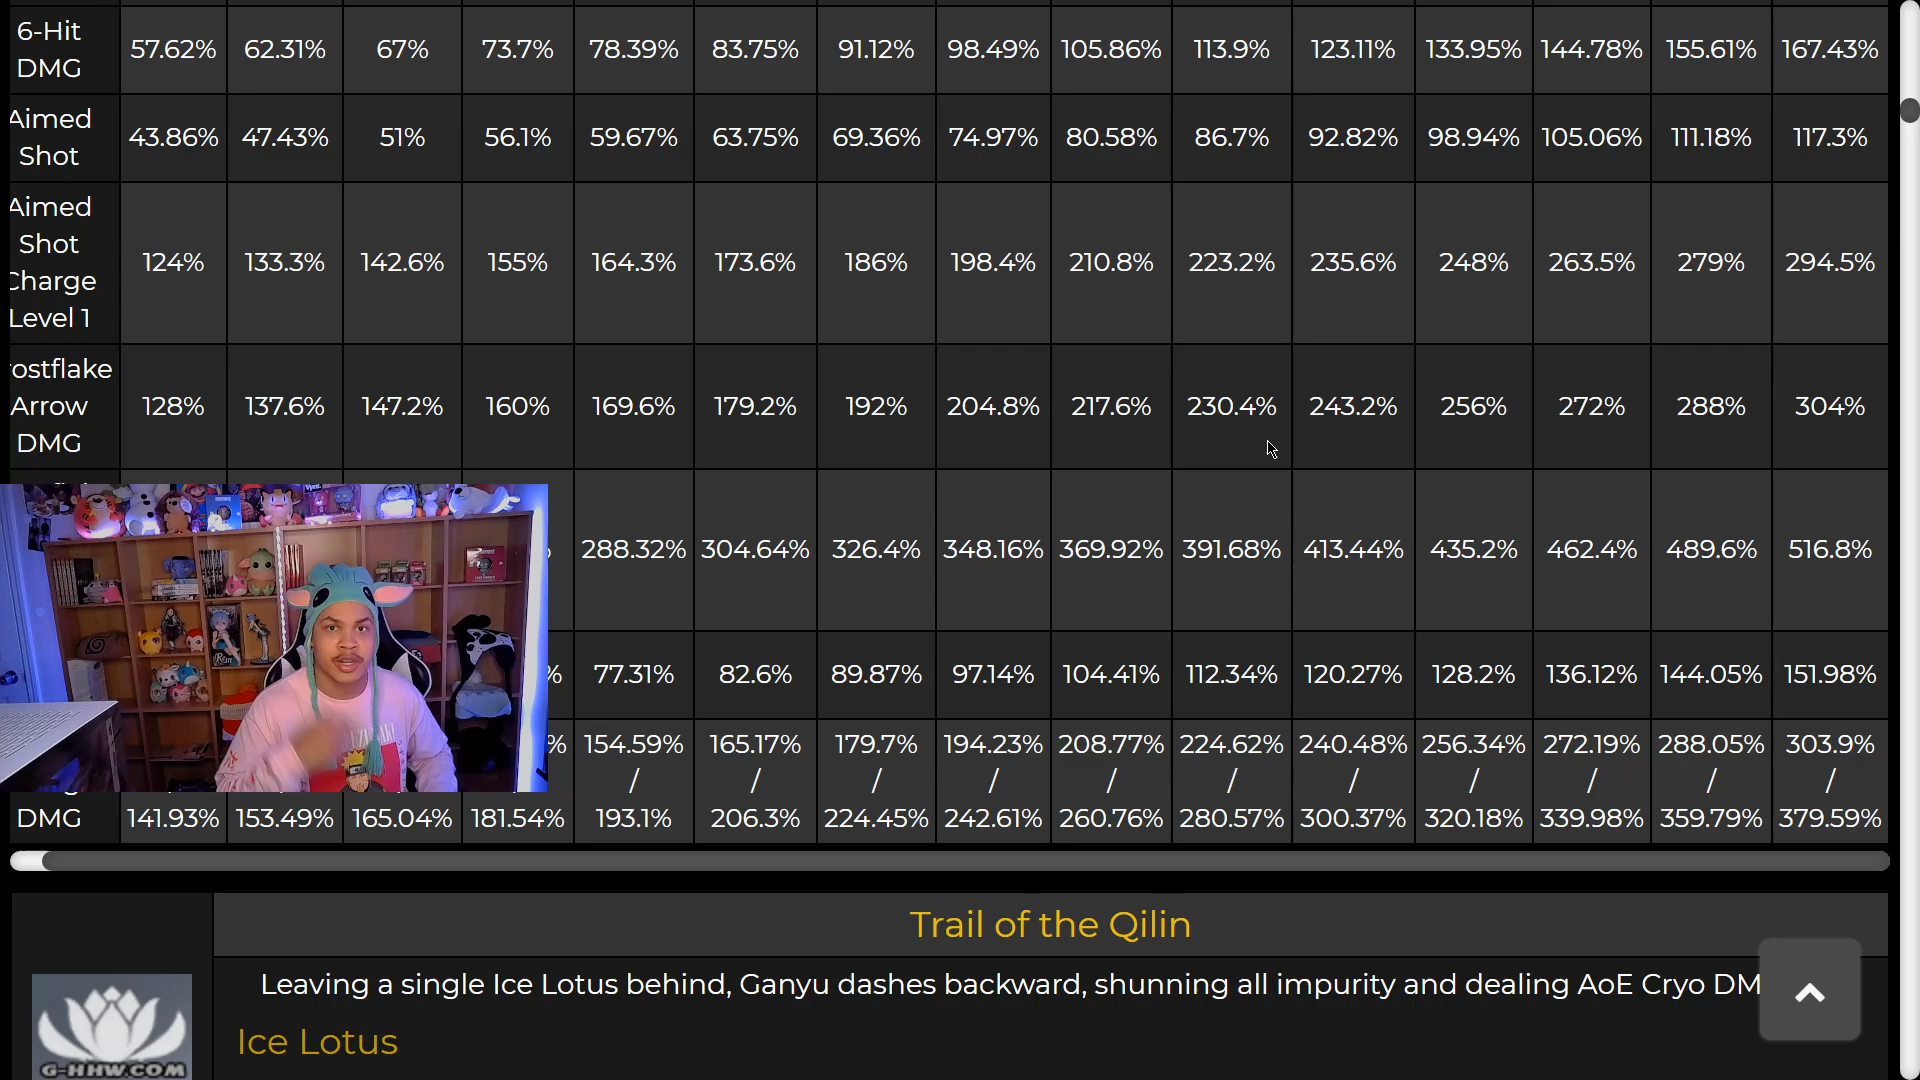 6-Hit DMG 57.62% 62.31% 67% 73.7% 78.39% 83.75% 91.12% 98.49% 105.86% 113.9% 123.11% 133.95% 144.78% 155.61% 167.43%
Aimed Shot 43.86% 47.43% 51% 56.1% 59.67% 63.75% 69.36% 74.97% 80.58% 86.7% 92.82% 98.94% 105.06% 111.18% 117.3%
Aimed Shot Charge Level 1 124% 133.3% 142.6% 155% 164.3% 173.6% 186% 198.4% 210.8% 223.2% 235.6% 248% 263.5% 279% 294.5%
rostflake Arrow DMG 128% 137.6% 147.2% 160% 169.6% 179.2% 192% 204.8% 217.6% 230.4% 243.2% 256% 272% 288% 304%
288.32% 304.64% 326.4% 348.16% 369.92% 391.68% 413.44% 435.2% 462.4% 489.6% 516.8%
% 77.31% 82.6% 89.87% 97.14% 104.41% 112.34% 120.27% 128.2% 136.12% 144.05% 151.98%
% 154.59% 165.17% 179.7% 194.23% 208.77% 224.62% 240.48% 256.34% 272.19% 288.05% 303.9%
/ / / / / / / / / / /
DMG 141.93% 153.49% 165.04% 181.54% 193.1% 206.3% 224.45% 242.61% 260.76% 280.57% 300.37% 320.18% 339.98% 359.79% 379.59%
Trail of the Qilin
Leaving a single Ice Lotus behind, Ganyu dashes backward, shunning all impurity and dealing AoE Cryo DM
Ice Lotus
G-HHW.COM